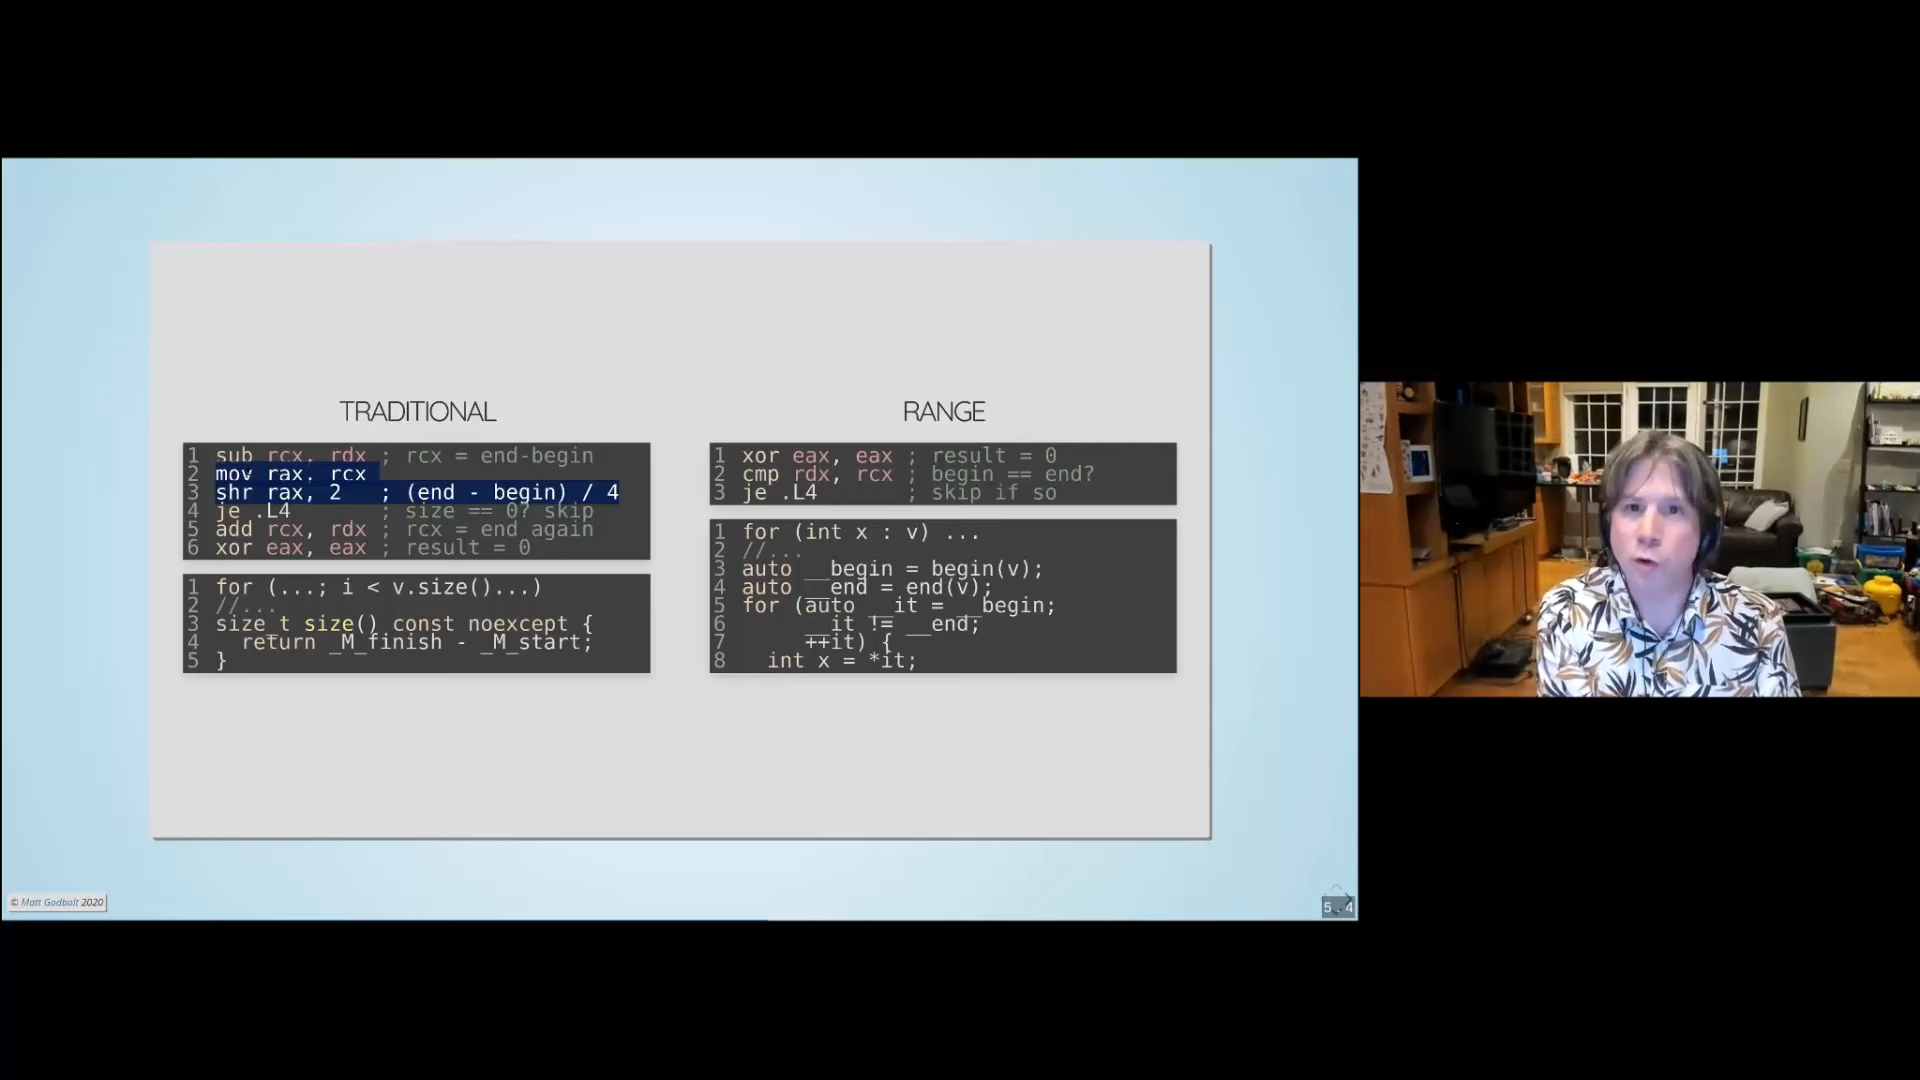 TRADITIONAL
1 sub rcx, rdx ; rcx = end-begin
2 mov rax, rcx
3 shr rax, 2 ; (end - begin) / 4
4 je .L4 ; size == 0? skip
5 add rcx, rdx ; rcx = end again
6 xor eax, eax ; result = 0
1 for (...; i < v.size()...)
2 //...
3 size_t size() const noexcept {
4 return _M_finish - _M_start;
5 }
RANGE
1 xor eax, eax ; result = 0
2 cmp rdx, rcx ; begin == end?
3 je .L4 ; skip if so
1 for (int x : v) ...
2 //...
3 auto __begin = begin(v);
4 auto __end = end(v);
5 for (auto __it = __begin;
6 __it != __end;
7 ++it) {
8 int x = *it;
© Matt Godbolt 2020
5.4